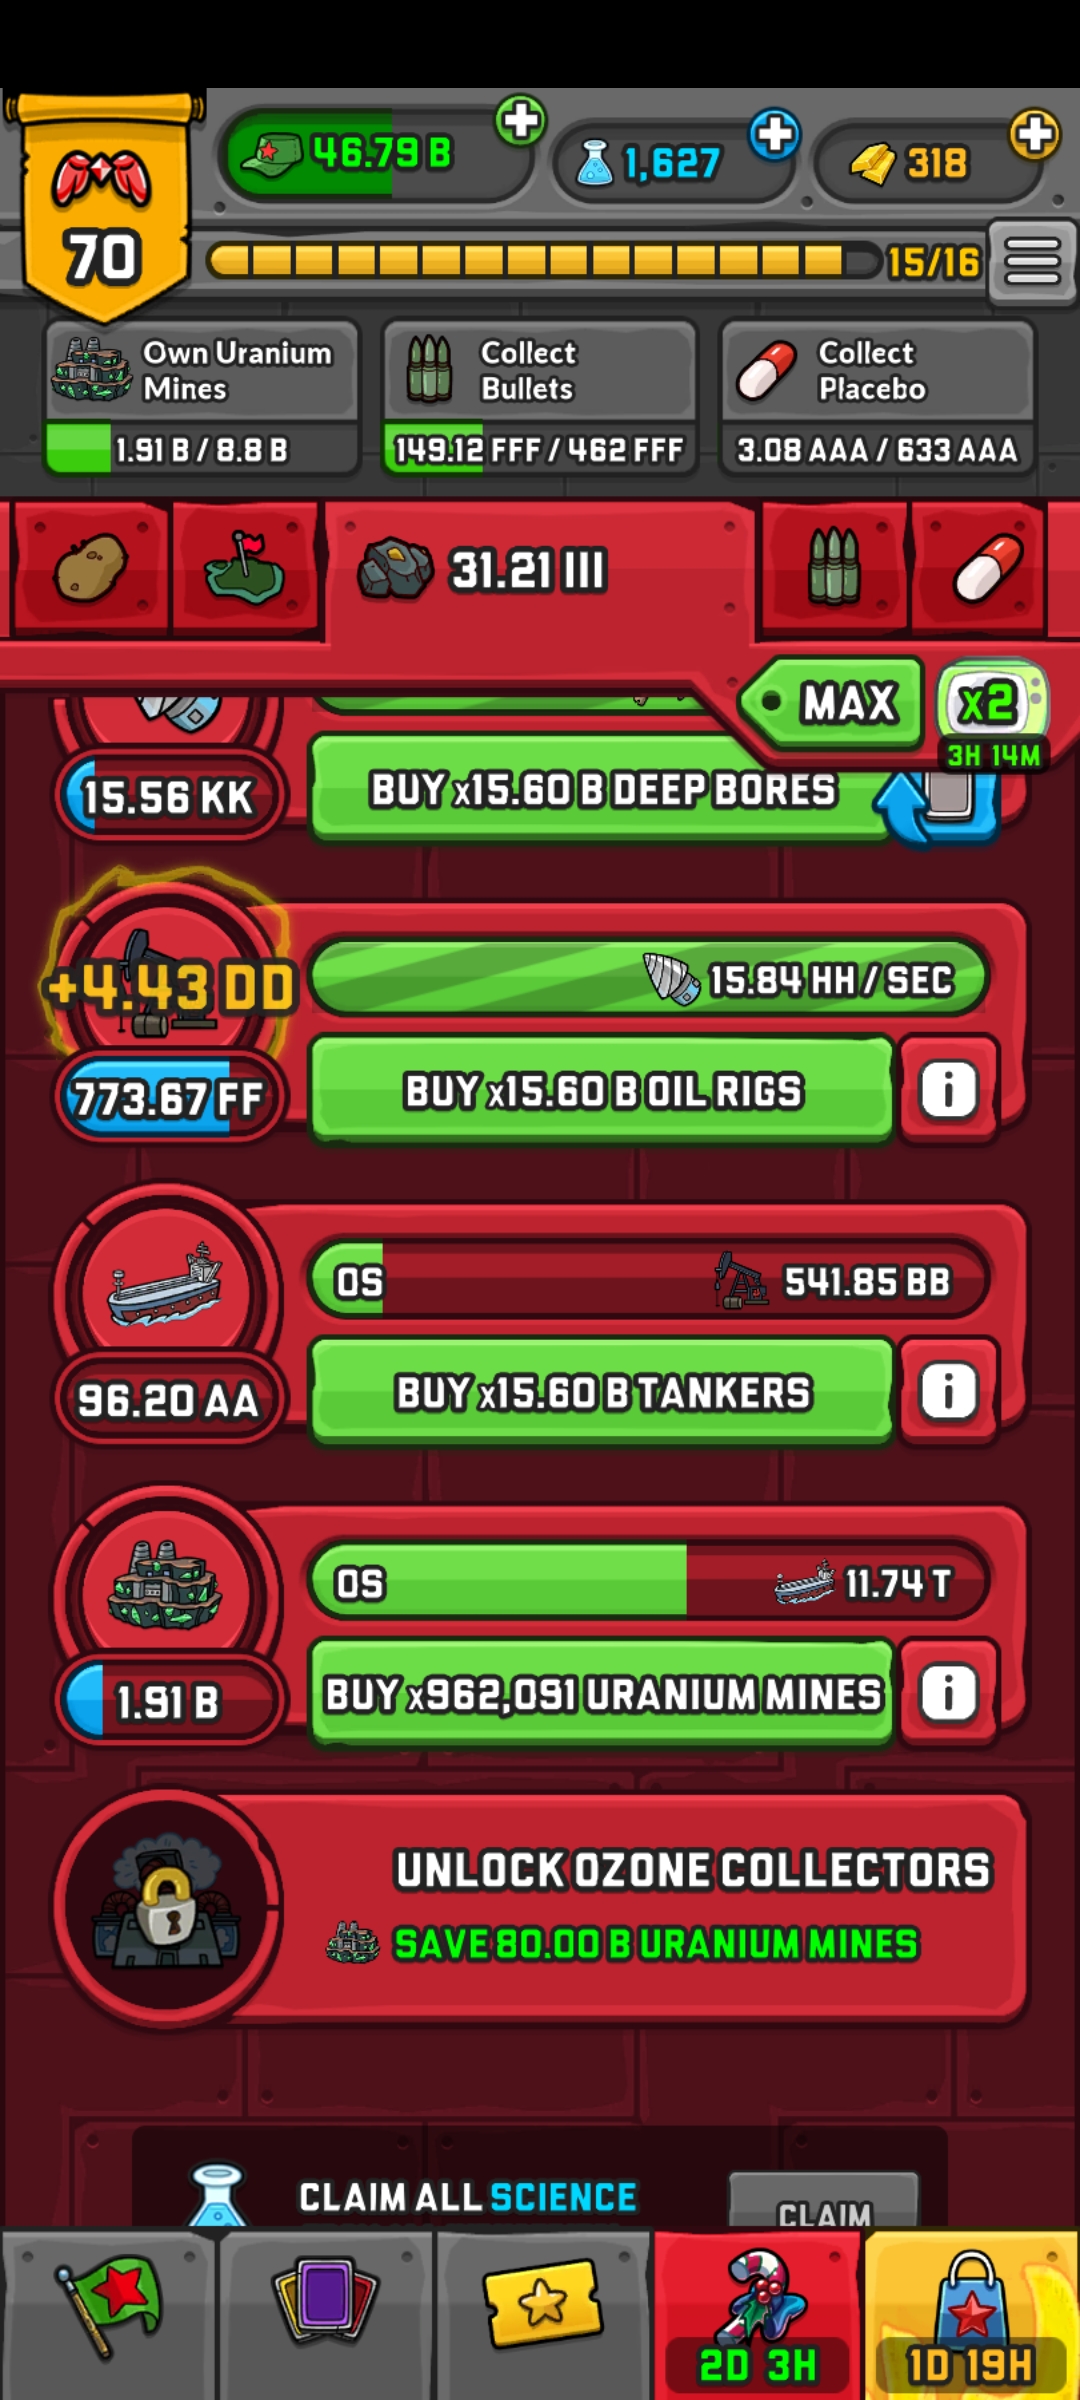 46.79 B
1,627
318
70
15/16
Own Uranium
Mines
1.91 B / 8.8 B
Collect
Bullets
149.12 FFF / 462 FFF
Collect
Placebo
3.08 AAA / 633 AAA
31.21 III
MAX
x2
3H 14M
15.56 KK
BUY x15.60 B DEEP BORES
+4.43 DD
15.84 HH / SEC
773.67 FF
BUY x15.60 B OIL RIGS
i
0S
541.85 BB
96.20 AA
BUY x15.60 B TANKERS
i
0S
11.74 T
1.91 B
BUY x962,091 URANIUM MINES
i
UNLOCK OZONE COLLECTORS
SAVE 80.00 B URANIUM MINES
CLAIM ALL SCIENCE
CLAIM
2D 3H
1D 19H